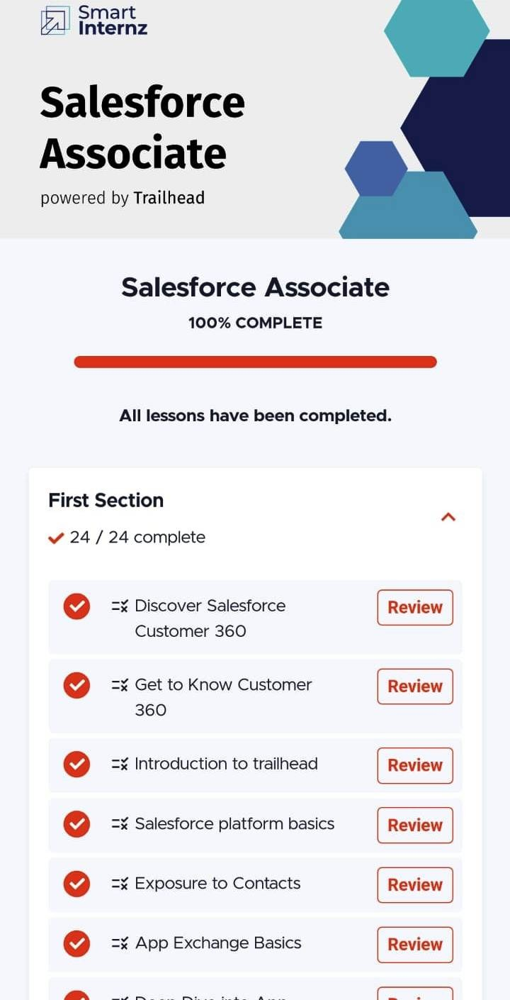 Smart
Internz
Salesforce
Associate
powered by Trailhead
Salesforce Associate
100% COMPLETE
All lessons have been completed.
First Section
24 / 24 complete
Discover Salesforce
Customer 360
Review
Get to Know Customer
360
Review
Introduction to trailhead
Review
Salesforce platform basics
Review
Exposure to Contacts
Review
App Exchange Basics
Review